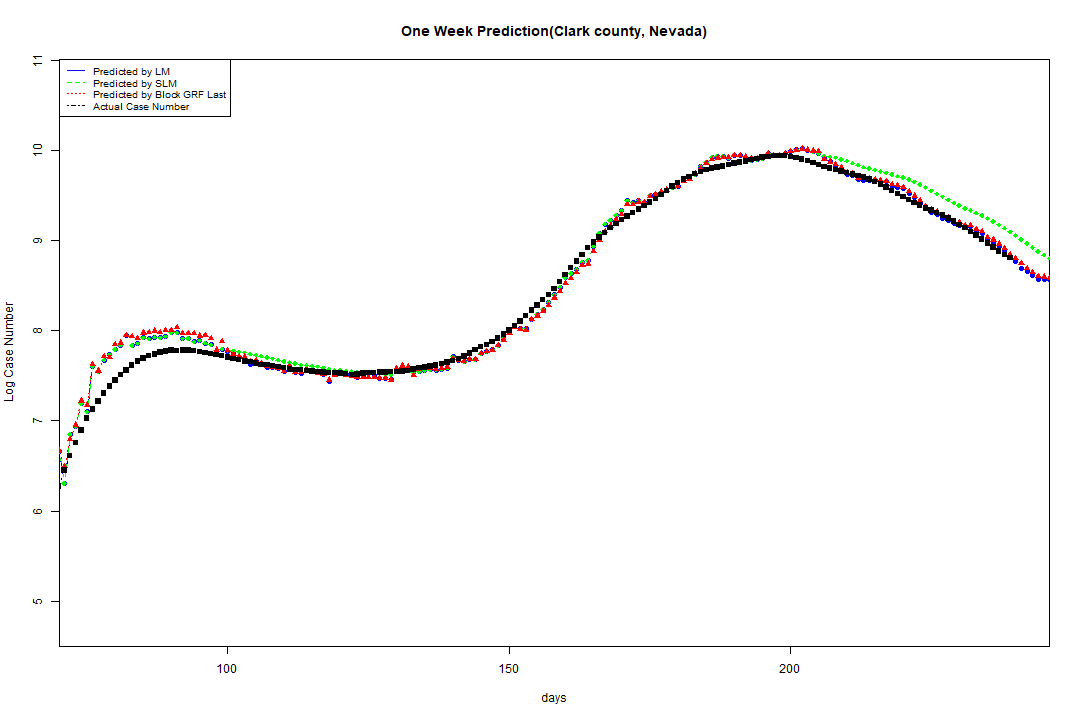 One Week Prediction(Clark county, Nevada)
Predicted by LM
Predicted by SLM
Predicted by Block GRF Last
Actual Case Number
Log Case Number
11
10
9
8
7
6
5
100
150
200
days